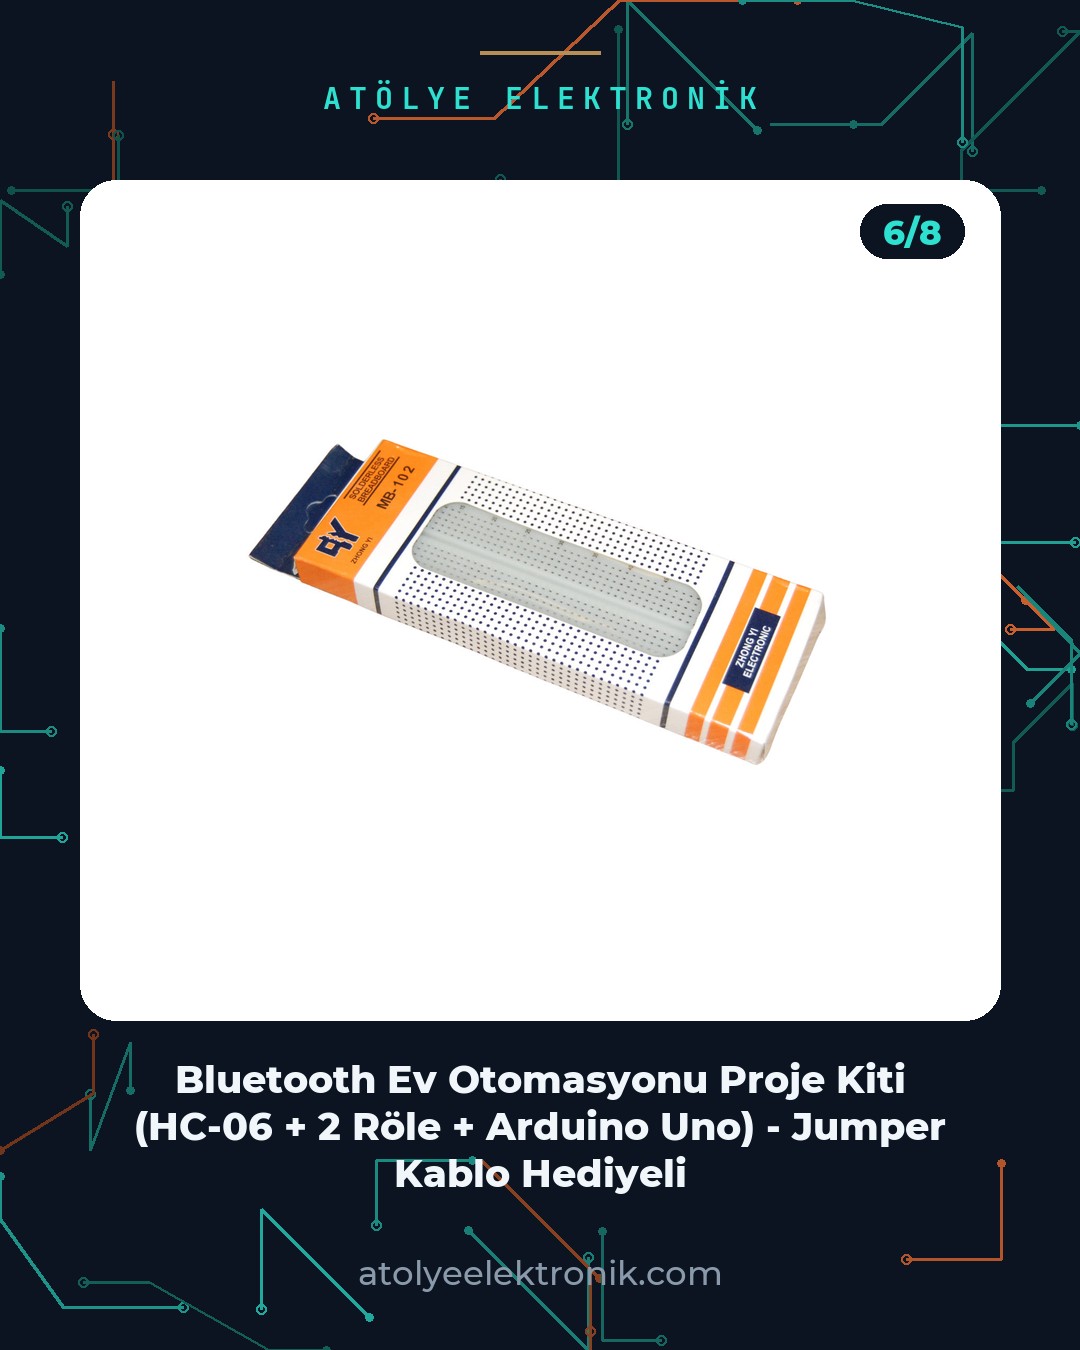 ATÖLYE ELEKTRONİK
6/8
SOLDERLESS
BREADBOARD
MB-102
ZHONG YI
ZHONG YI
ELECTRONIC
Bluetooth Ev Otomasyonu Proje Kiti
(HC-06 + 2 Röle + Arduino Uno) - Jumper
Kablo Hediyeli
atolyeelektronik.com